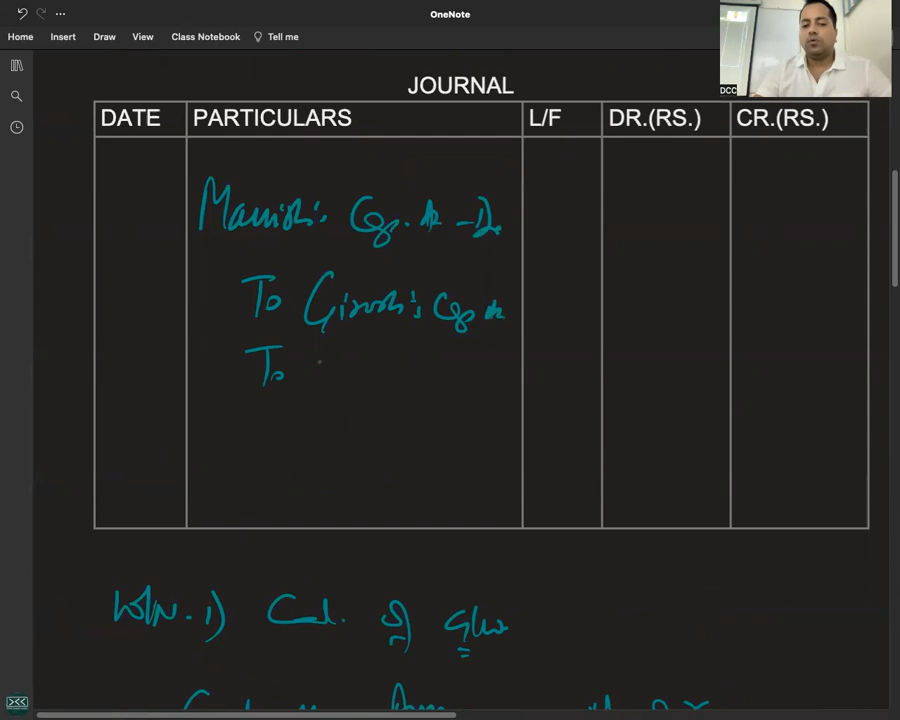 OneNote
Home Insert Draw View Class Notebook Tell me
DCC
JOURNAL
DATE PARTICULARS L/F DR.(RS.) CR.(RS.)
Manish's Cap. A/c - Dr.
To Girish's Cap A/c
To
W/N. 1) Cal. of G/w